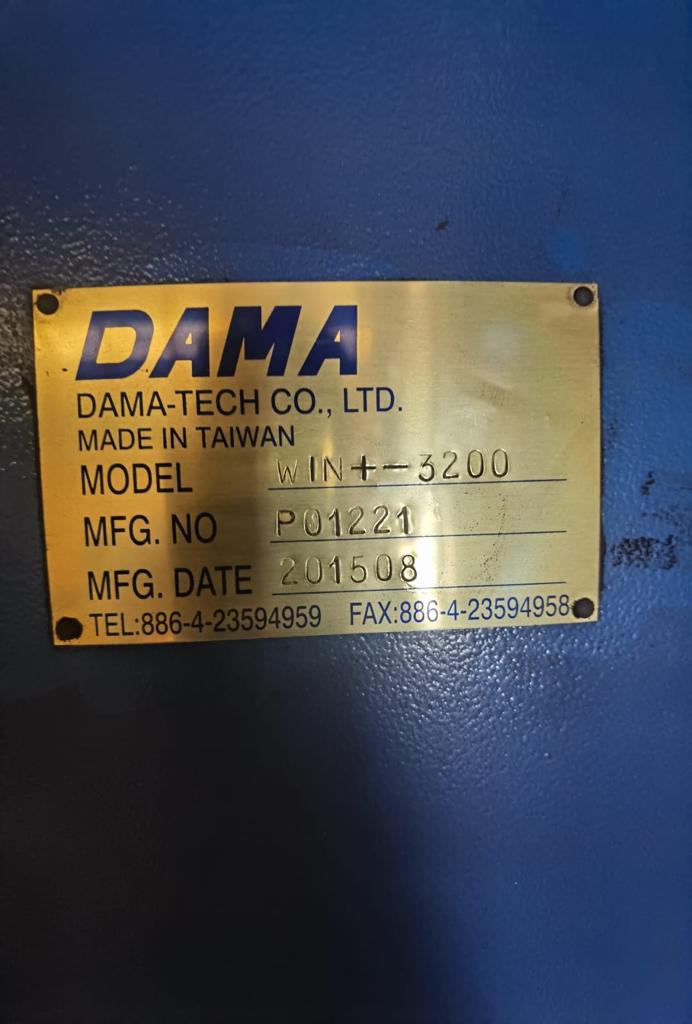 DAMA
DAMA-TECH CO., LTD.
MADE IN TAIWAN
MODEL WIN+-3200
MFG. NO P01221
MFG. DATE 201508
TEL:886-4-23594959 FAX:886-4-23594958